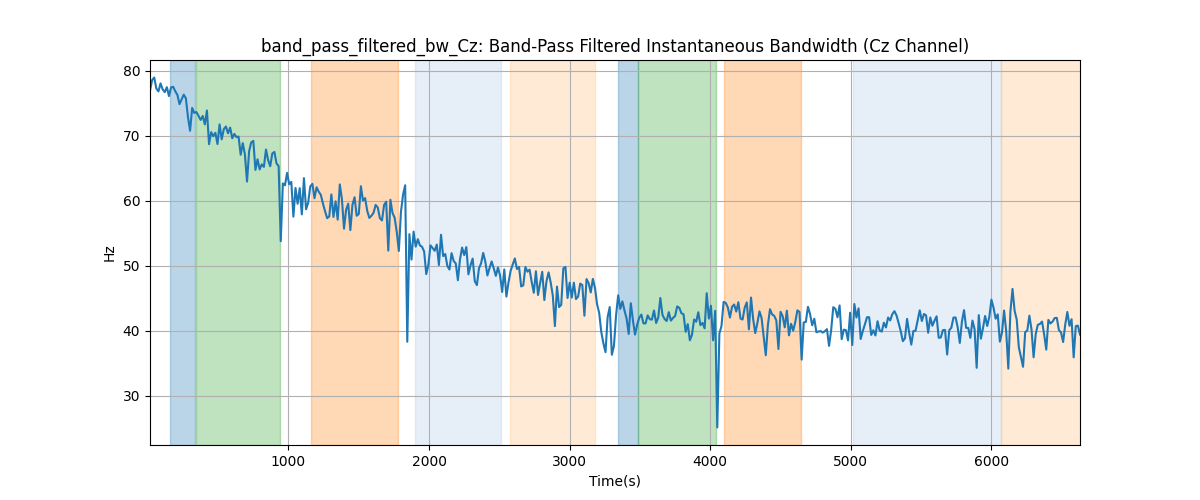 band_pass_filtered_bw_Cz: Band-Pass Filtered Instantaneous Bandwidth (Cz Channel)
80
70
60
50
40
30
Hz
1000 2000 3000 4000 5000 6000
Time(s)